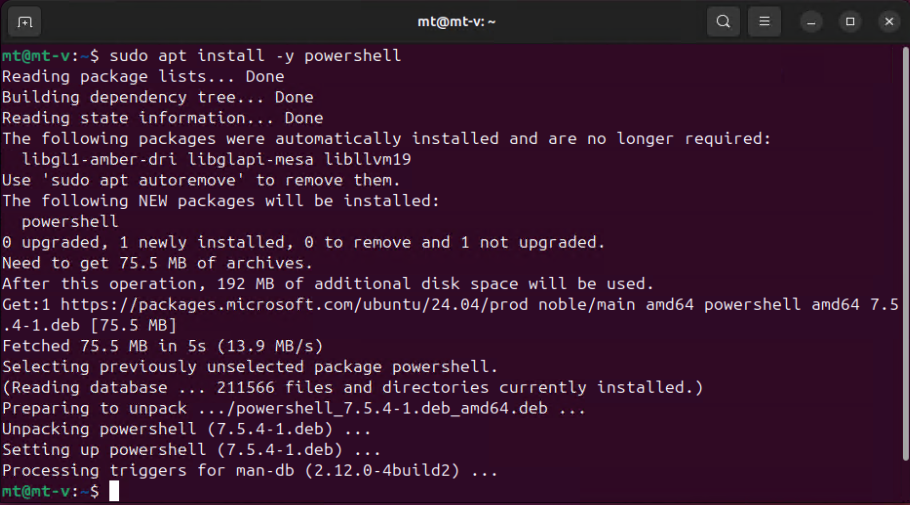 mt@mt-v: ~
mt@mt-v:~$ sudo apt install -y powershell
Reading package lists... Done
Building dependency tree... Done
Reading state information... Done
The following packages were automatically installed and are no longer required:
  libgl1-amber-dri libglapi-mesa libllvm19
Use 'sudo apt autoremove' to remove them.
The following NEW packages will be installed:
  powershell
0 upgraded, 1 newly installed, 0 to remove and 1 not upgraded.
Need to get 75.5 MB of archives.
After this operation, 192 MB of additional disk space will be used.
Get:1 https://packages.microsoft.com/ubuntu/24.04/prod noble/main amd64 powershell amd64 7.5
.4-1.deb [75.5 MB]
Fetched 75.5 MB in 5s (13.9 MB/s)
Selecting previously unselected package powershell.
(Reading database ... 211566 files and directories currently installed.)
Preparing to unpack .../powershell_7.5.4-1.deb_amd64.deb ...
Unpacking powershell (7.5.4-1.deb) ...
Setting up powershell (7.5.4-1.deb) ...
Processing triggers for man-db (2.12.0-4build2) ...
mt@mt-v:~$